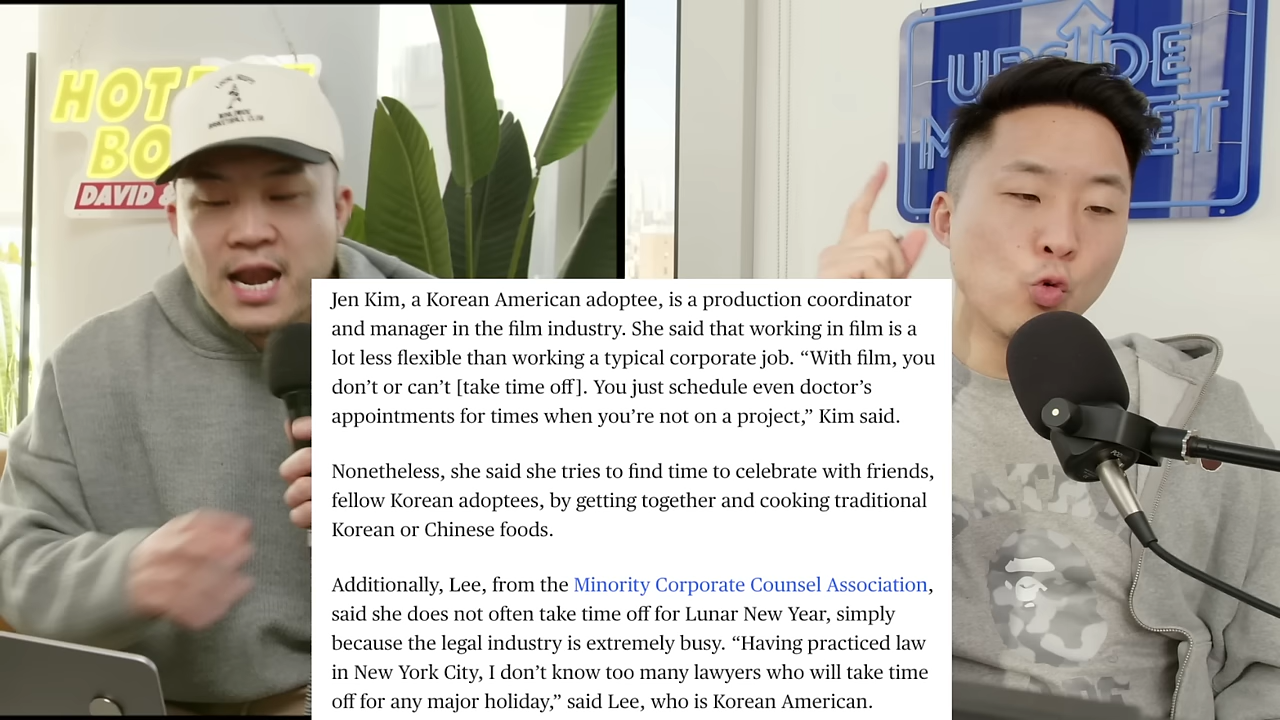 HOT
BO
DAVID &
UPSIDE
M
ET
Jen Kim, a Korean American adoptee, is a production coordinator
and manager in the film industry. She said that working in film is a
lot less flexible than working a typical corporate job. “With film, you
don’t or can’t [take time off]. You just schedule even doctor’s
appointments for times when you’re not on a project,” Kim said.
Nonetheless, she said she tries to find time to celebrate with friends,
fellow Korean adoptees, by getting together and cooking traditional
Korean or Chinese foods.
Additionally, Lee, from the Minority Corporate Counsel Association,
said she does not often take time off for Lunar New Year, simply
because the legal industry is extremely busy. “Having practiced law
in New York City, I don’t know too many lawyers who will take time
off for any major holiday,” said Lee, who is Korean American.